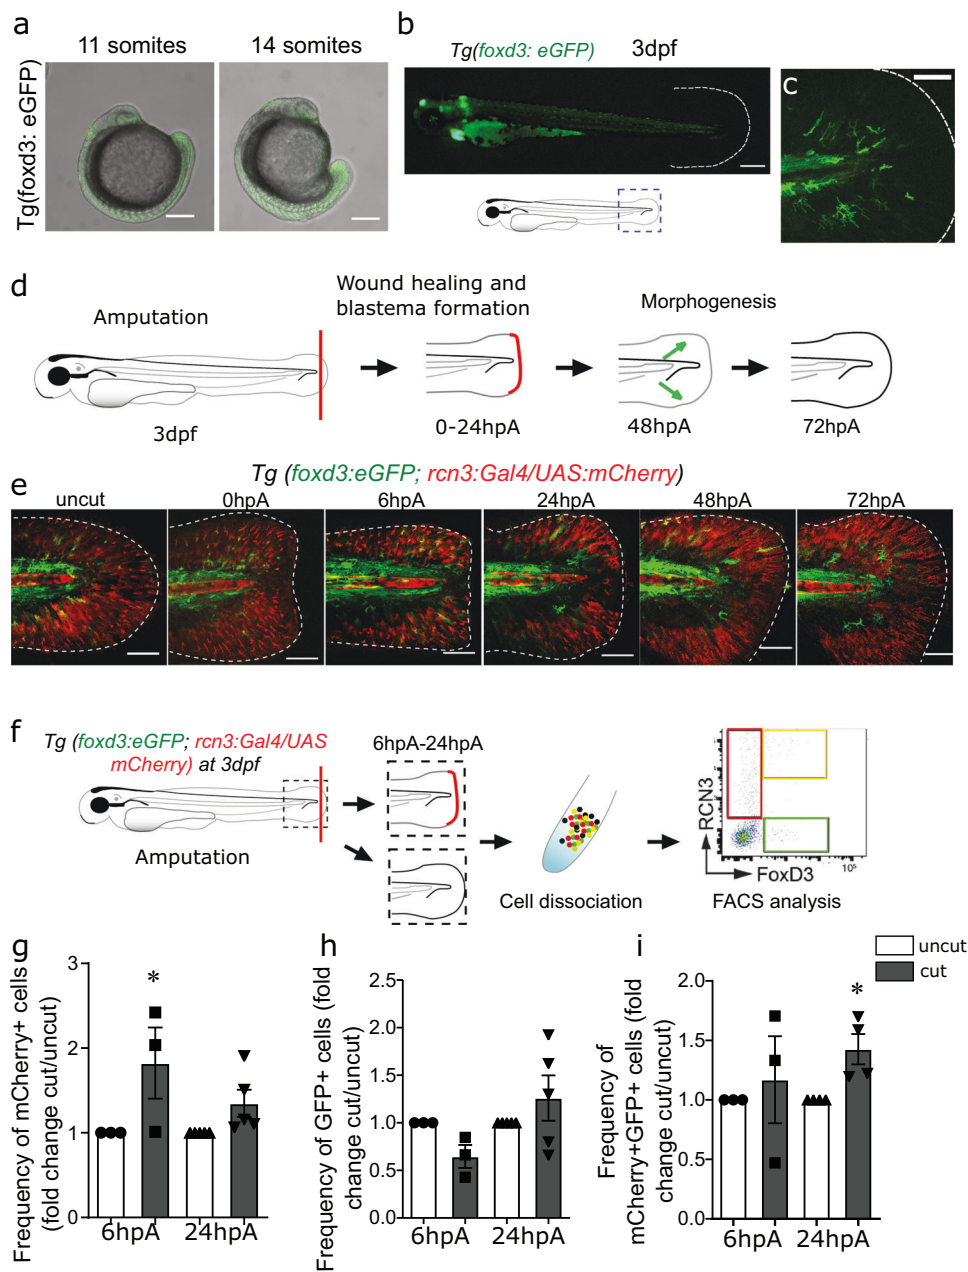 a
11 somites
14 somites
Tg(foxd3: eGFP)
b
Tg(foxd3: eGFP)
3dpf
c
d
Amputation
Wound healing and
blastema formation
Morphogenesis
3dpf
0-24hpA
48hpA
72hpA
Tg (foxd3:eGFP; rcn3:Gal4/UAS:mCherry)
e
uncut
0hpA
6hpA
24hpA
48hpA
72hpA
f
Tg (foxd3:eGFP; rcn3:Gal4/UAS
mCherry) at 3dpf
Amputation
6hpA-24hpA
Cell dissociation
RCN3
FoxD3
10⁵
FACS analysis
g
Frequency of mCherry+ cells
(fold change cut/uncut)
3
2
1
0
*
6hpA
24hpA
h
Frequency of GFP+ cells (fold
change cut/uncut)
2.5
2.0
1.5
1.0
0.5
0.0
6hpA
24hpA
i
uncut
cut
Frequency of
mCherry+GFP+ cells (fold
change cut/uncut)
2.0
1.5
1.0
0.5
0.0
*
6hpA
24hpA